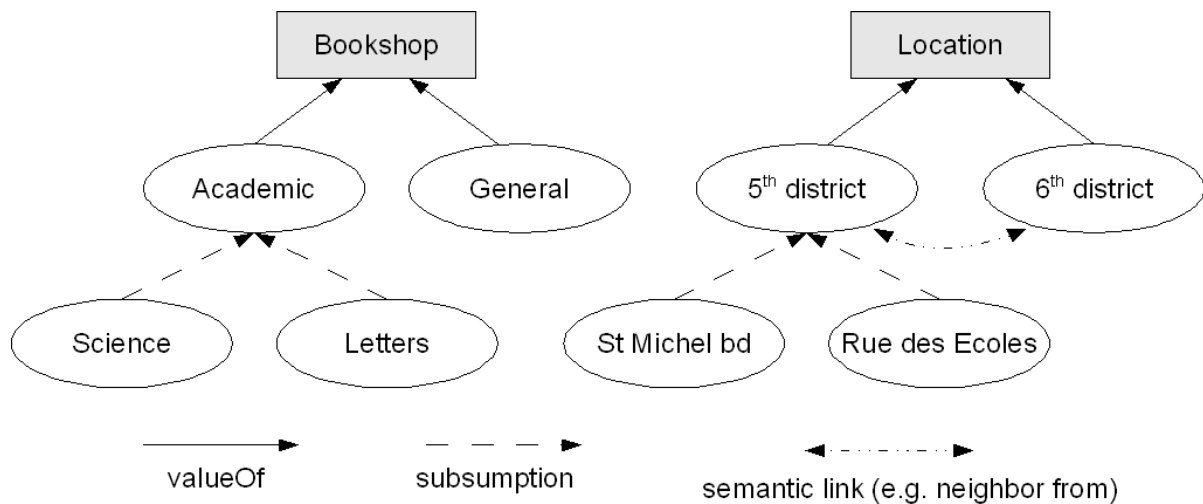 Bookshop
Location
Academic
General
5th district
6th district
Science
Letters
St Michel bd
Rue des Ecoles
valueOf
subsumption
semantic link (e.g. neighbor from)